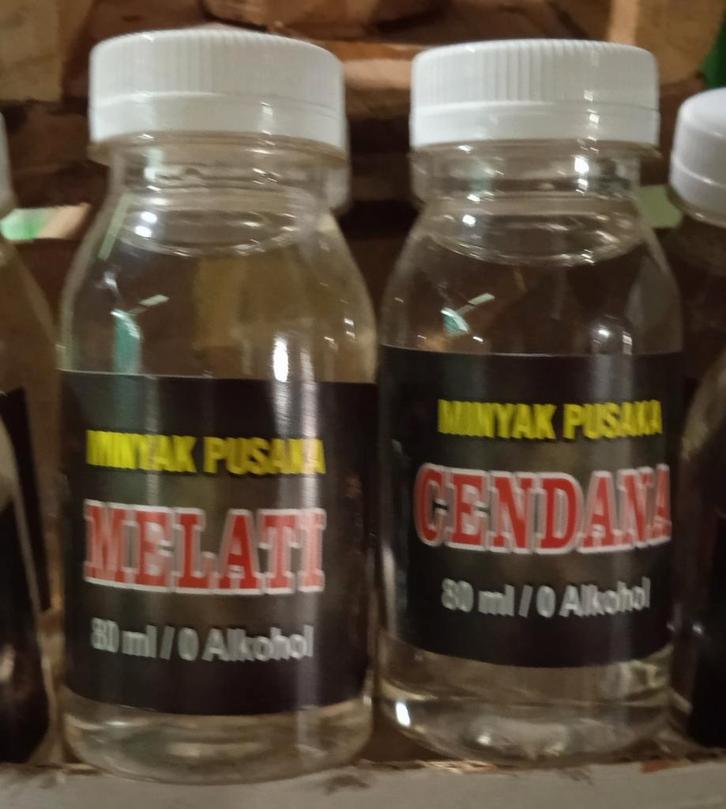 MINYAK PUSAKA
MELATI
80 ml / 0 Alkohol
MINYAK PUSAKA
CENDANA
80 ml / 0 Alkohol